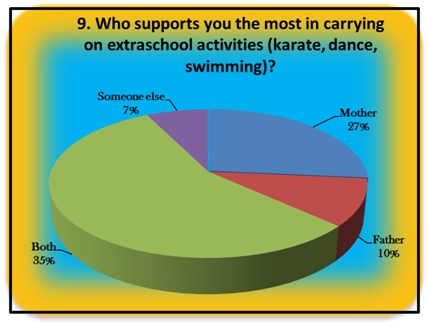 9. Who supports you the most in carrying
on extraschool activities (karate, dance,
swimming)?
Someone else
7%
Mother
27%
Father
10%
Both
35%